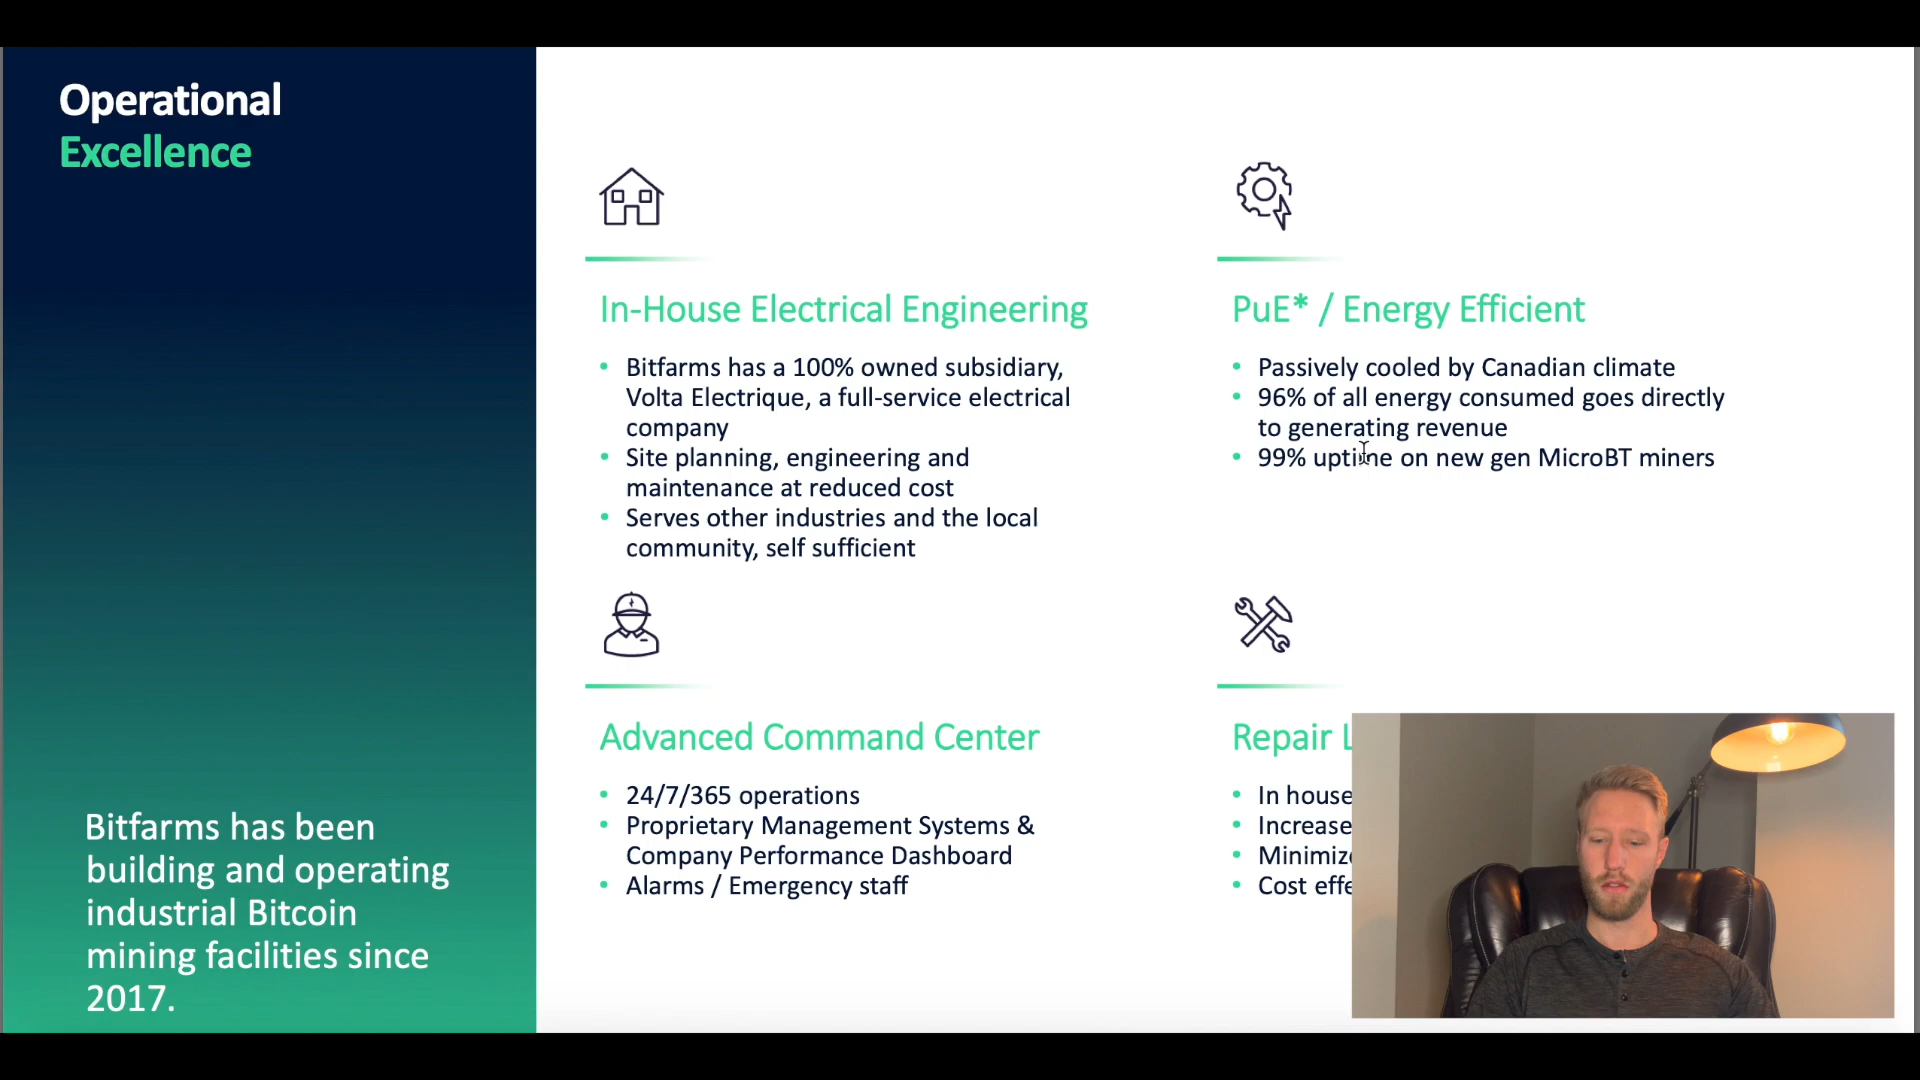 Operational
Excellence
In-House Electrical Engineering
• Bitfarms has a 100% owned subsidiary,
Volta Electrique, a full-service electrical
company
• Site planning, engineering and
maintenance at reduced cost
• Serves other industries and the local
community, self sufficient
PuE* / Energy Efficient
• Passively cooled by Canadian climate
• 96% of all energy consumed goes directly
to generating revenue
• 99% uptime on new gen MicroBT miners
Advanced Command Center
• 24/7/365 operations
• Proprietary Management Systems &
Company Performance Dashboard
• Alarms / Emergency staff
Repair
• In house
• Increase
•
• Cost
Bitfarms has been
building and operating
industrial Bitcoin
mining facilities since
2017.